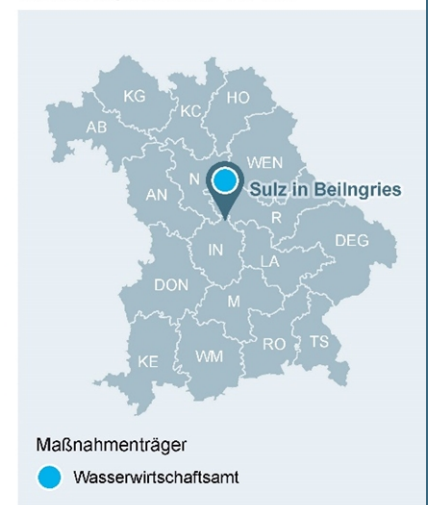 KG
HO
KC
AB
WEN
N
Sulz in Beilngries
AN
R
DEG
IN
LA
DON
M
RO
TS
KE
WM
Maßnahmenträger
Wasserwirtschaftsamt